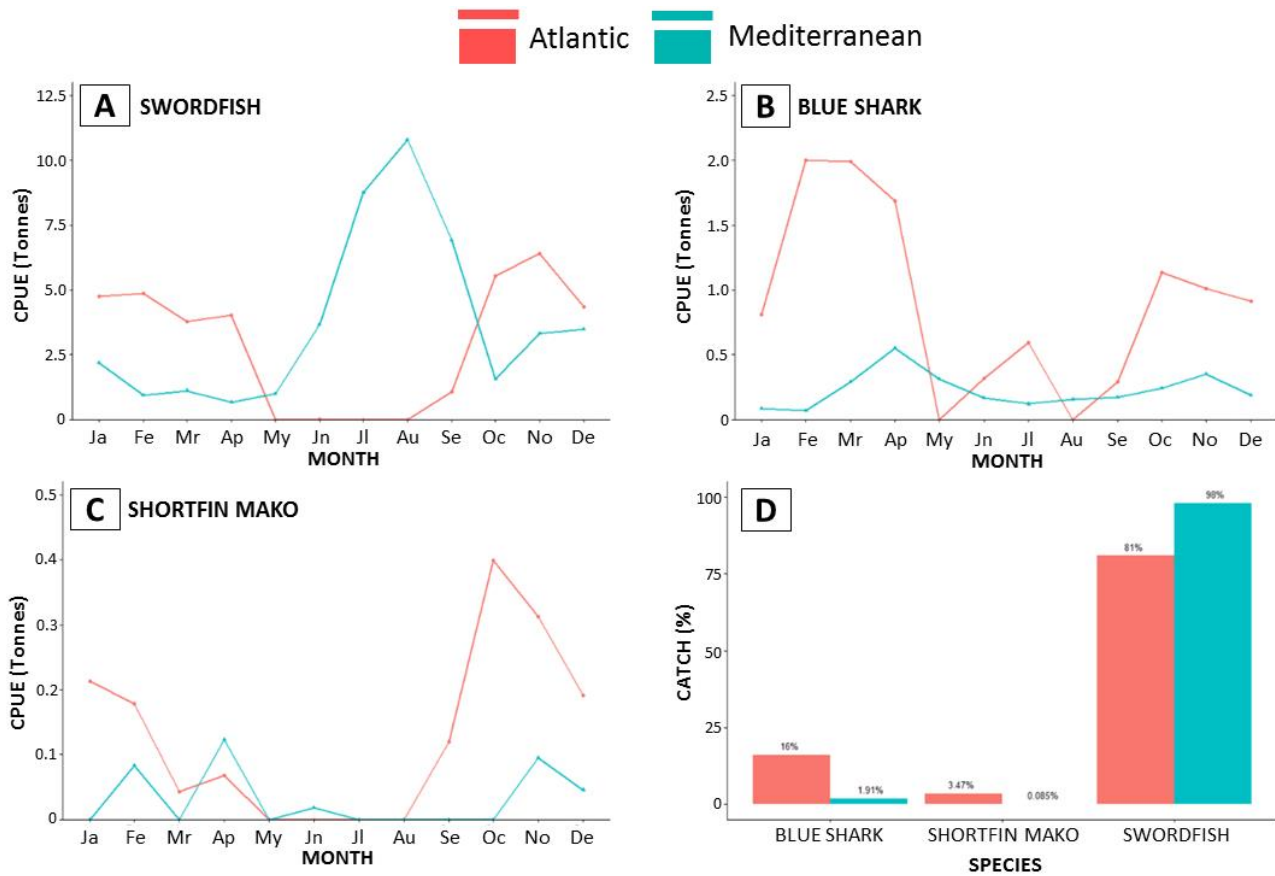 Atlantic Mediterranean
A SWORDFISH
12.5
10.0
7.5
5.0
2.5
0
CPUE (Tonnes)
Ja Fe Mr Ap My Jn Jl Au Se Oc No De
MONTH
B BLUE SHARK
2.5
2.0
1.5
1.0
0.5
0
CPUE (Tonnes)
Ja Fe Mr Ap My Jn Jl Au Se Oc No De
MONTH
C SHORTFIN MAKO
0.5
0.4
0.3
0.2
0.1
0
CPUE (Tonnes)
Ja Fe Mr Ap My Jn Jl Au Se Oc No De
MONTH
D
100
75
50
25
0
CATCH (%)
16%
1.91%
3.47%
0.085%
81%
98%
BLUE SHARK SHORTFIN MAKO SWORDFISH
SPECIES